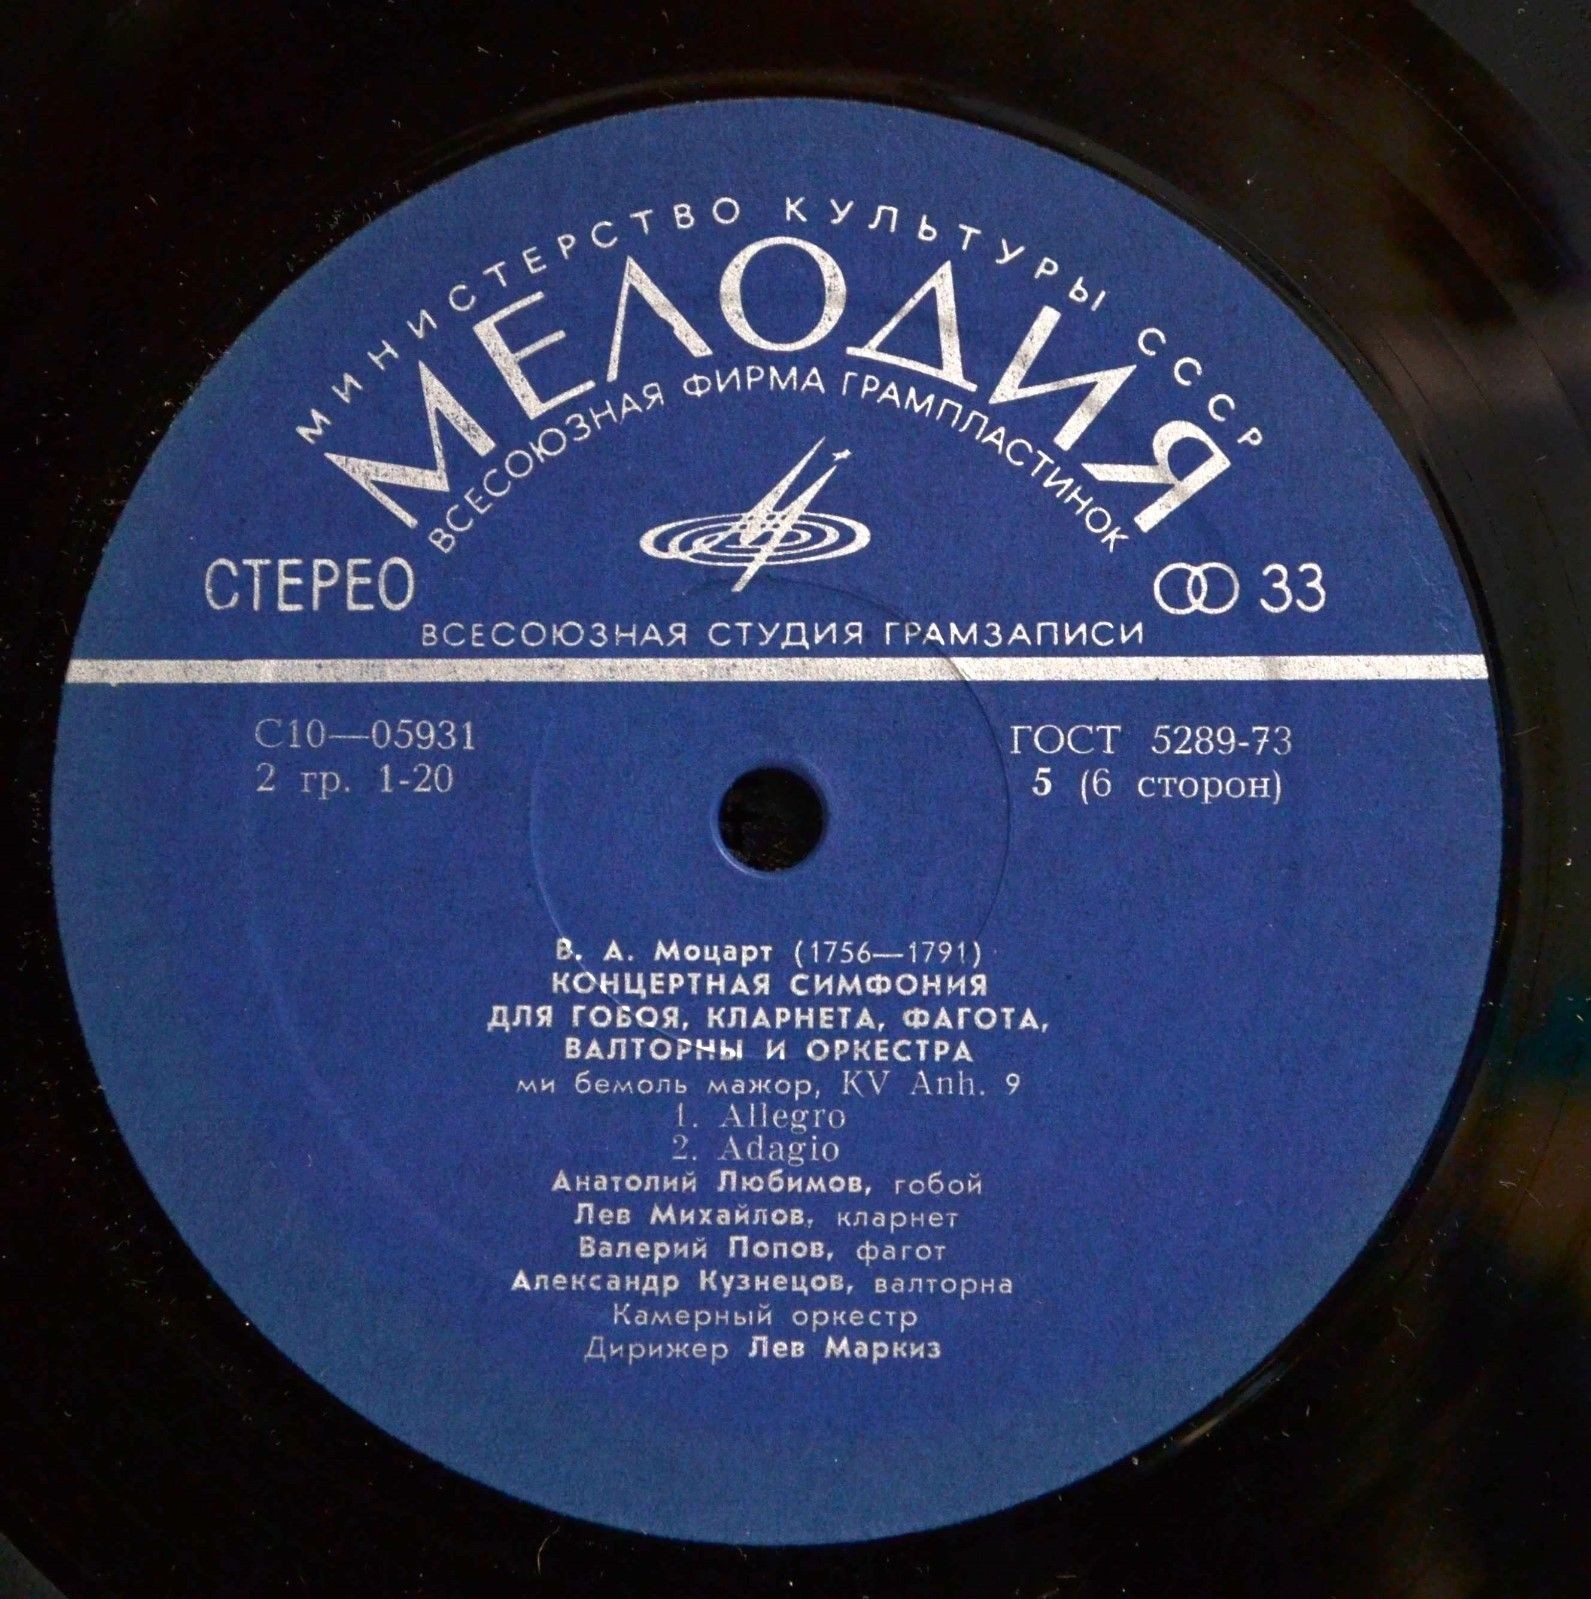 МИНИСТЕРСТВО КУЛЬТУРЫ СССР
МЕЛОДИЯ
ВСЕСОЮЗНАЯ ФИРМА ГРАМПЛАСТИНОК
СТЕРЕО
33
ВСЕСОЮЗНАЯ СТУДИЯ ГРАМЗАПИСИ
С10—05931
ГОСТ 5289-73
2 гр. 1-20
5 (6 сторон)
В. А. Моцарт (1756—1791)
КОНЦЕРТНАЯ СИМФОНИЯ
ДЛЯ ГОБОЯ, КЛАРНЕТА, ФАГОТА,
ВАЛТОРНЫ И ОРКЕСТРА
ми бемоль мажор, KV Anh. 9
1. Allegro
2. Adagio
Анатолий Любимов, гобой
Лев Михайлов, кларнет
Валерий Попов, фагот
Александр Кузнецов, валторна
Камерный оркестр
Дирижер Лев Маркиз